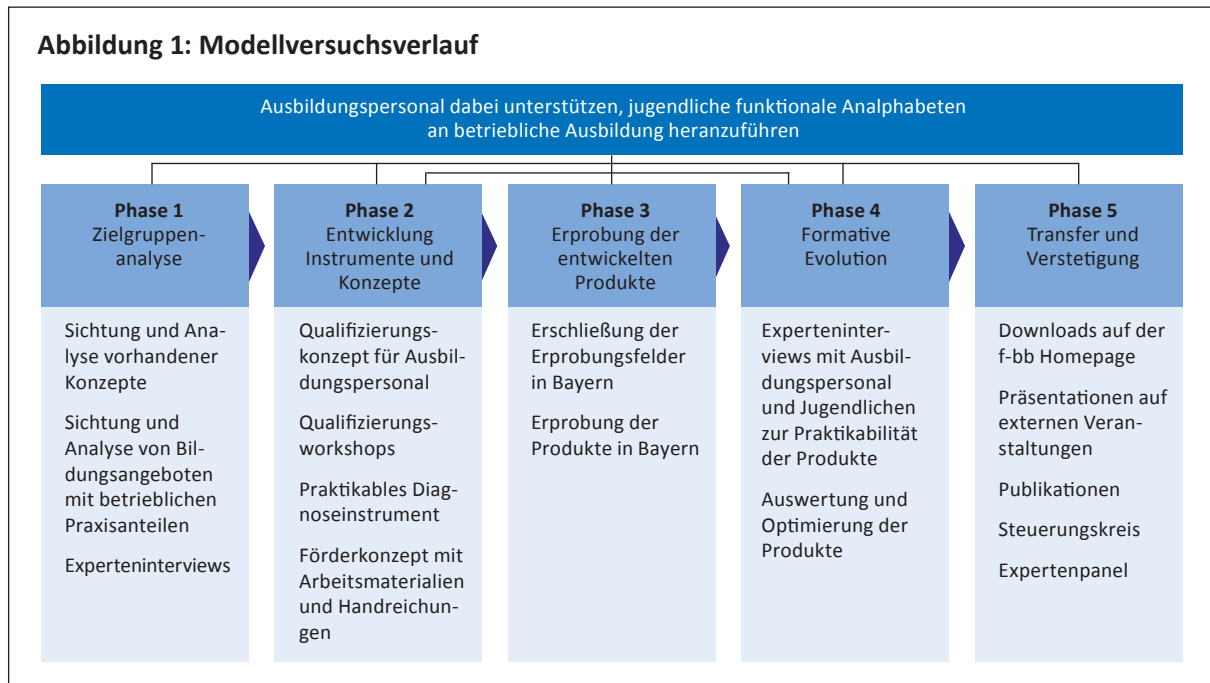 Abbildung 1: Modellversuchsverlauf
Ausbildungspersonal dabei unterstützen, jugendliche funktionale Analphabeten
an betriebliche Ausbildung heranzuführen
Phase 1
Zielgruppen-
analyse
Sichtung und Ana-
lyse vorhandener
Konzepte
Sichtung und
Analyse von Bil-
dungsangeboten
mit betrieblichen
Praxisanteilen
Experteninterviews
Phase 2
Entwicklung
Instrumente und
Konzepte
Qualifizierungs-
konzept für Ausbil-
dungspersonal
Qualifizierungs-
workshops
Praktikables Diag-
noseinstrument
Förderkonzept mit
Arbeitsmaterialien
und Handreichun-
gen
Phase 3
Erprobung der
entwickelten
Produkte
Erschließung der
Erprobungsfelder
in Bayern
Erprobung der
Produkte in Bayern
Phase 4
Formative
Evolution
Experteninter-
views mit Ausbil-
dungspersonal
und Jugendlichen
zur Praktikabilität
der Produkte
Auswertung und
Optimierung der
Produkte
Phase 5
Transfer und
Verstetigung
Downloads auf der
f-bb Homepage
Präsentationen auf
externen Veran-
staltungen
Publikationen
Steuerungskreis
Expertenpanel